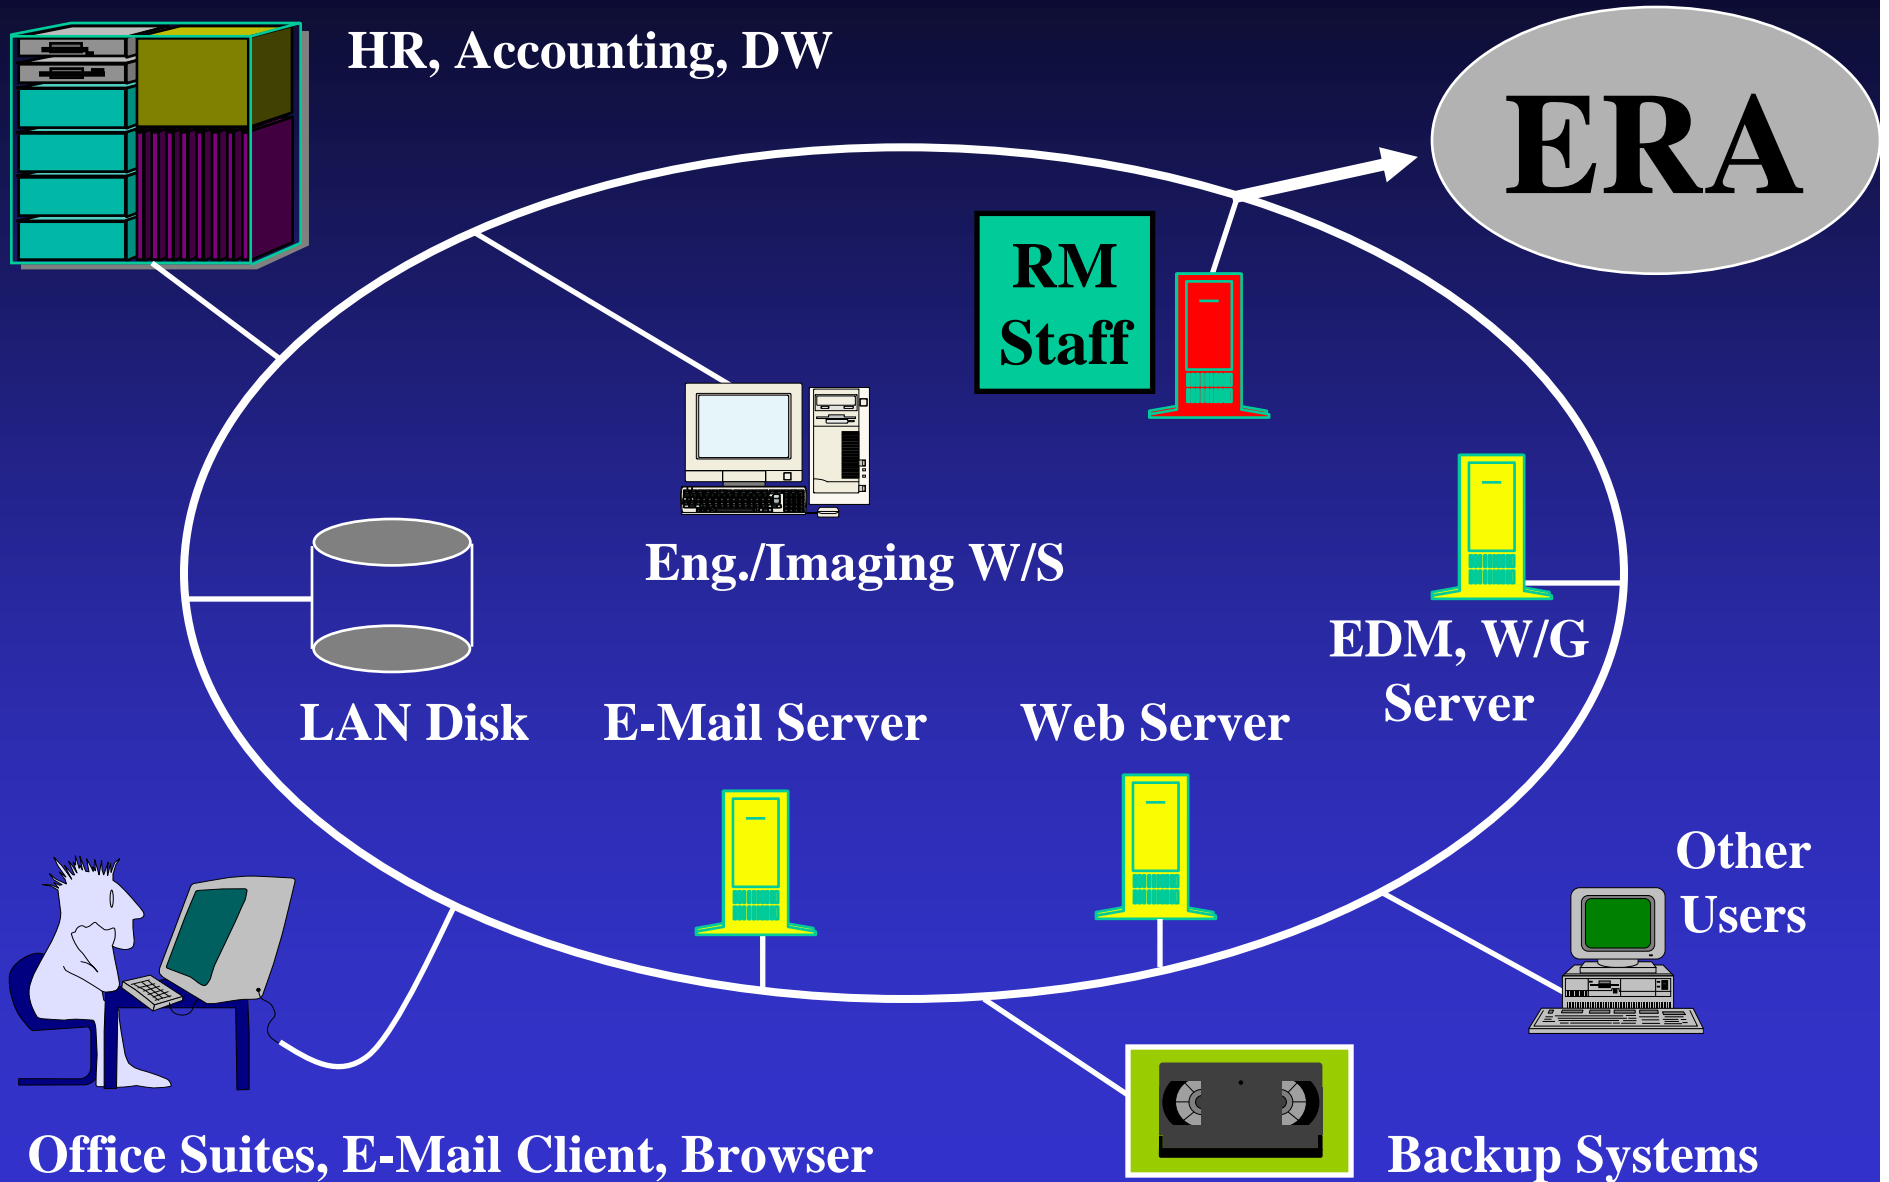 HR, Accounting, DW
ERA
RM
Staff
Eng./Imaging W/S
EDM, W/G
Server
LAN Disk
E-Mail Server
Web Server
Other
Users
Office Suites, E-Mail Client, Browser
Backup Systems